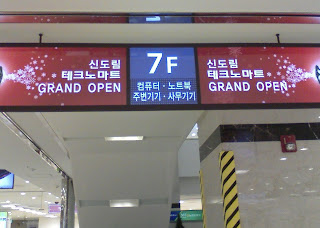 신도림
테크노마트
GRAND OPEN
7F
컴퓨터 · 노트북
주변기기 · 사무기기
신도림
테크노마트
GRAND OPEN